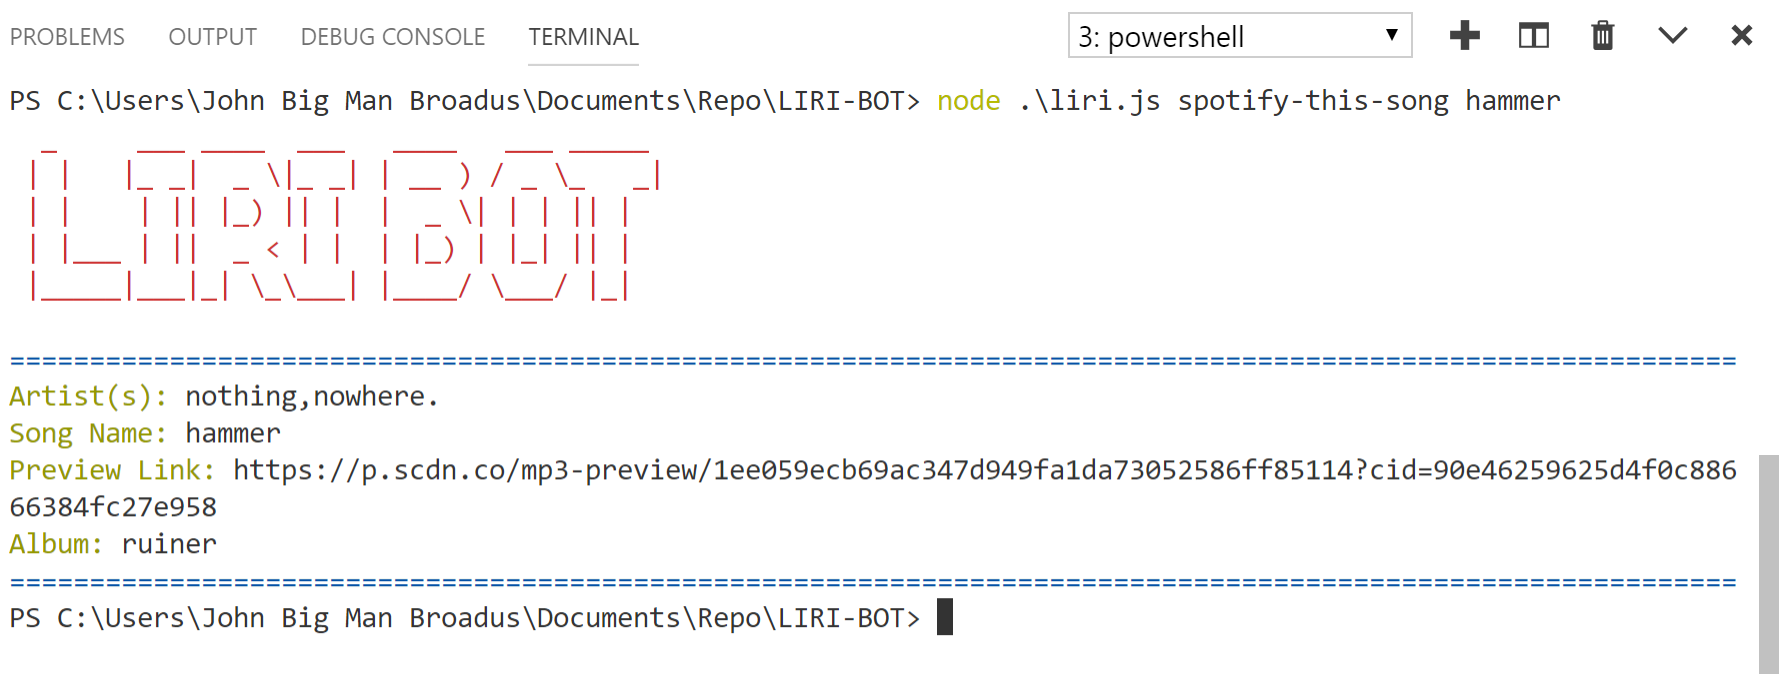 PROBLEMS OUTPUT DEBUG CONSOLE TERMINAL 3: powershell
PS C:\Users\John Big Man Broadus\Documents\Repo\LIRI-BOT> node .\liri.js spotify-this-song hammer
LIRI BOT
============================================================================================================
Artist(s): nothing,nowhere.
Song Name: hammer
Preview Link: https://p.scdn.co/mp3-preview/1ee059ecb69ac347d949fa1da73052586ff85114?cid=90e46259625d4f0c886
66384fc27e958
Album: ruiner
============================================================================================================
PS C:\Users\John Big Man Broadus\Documents\Repo\LIRI-BOT>